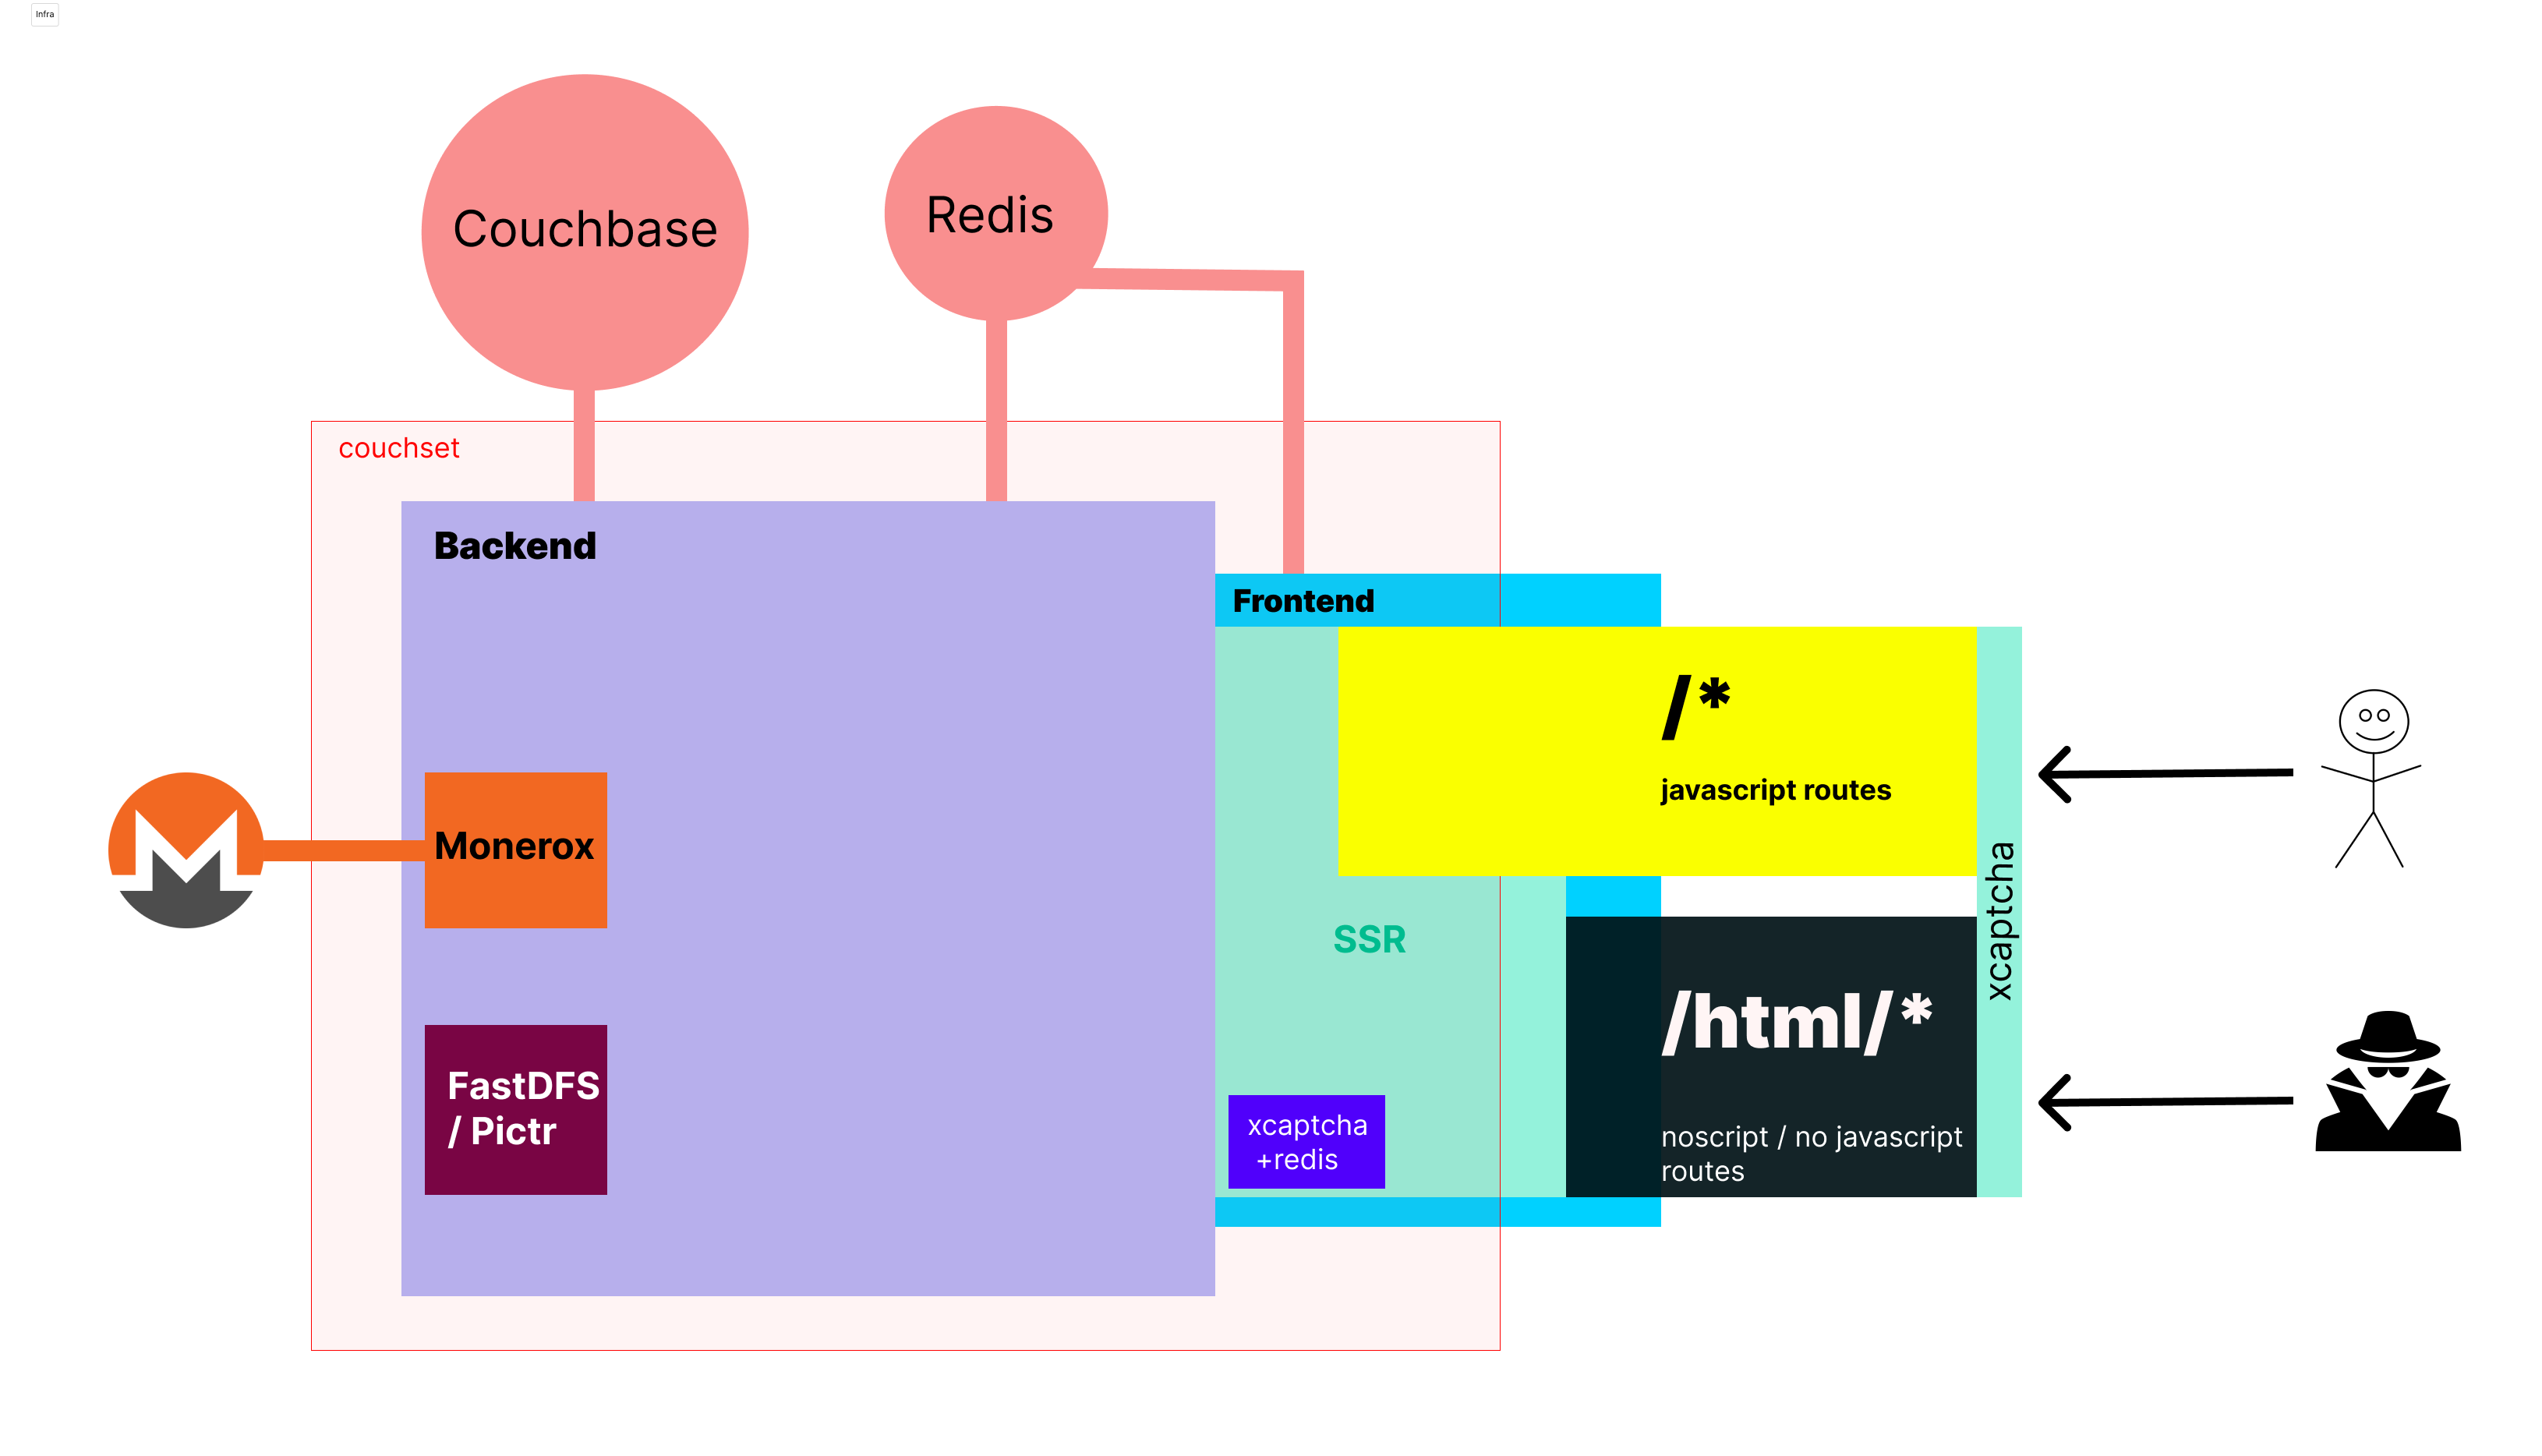 Infra
Couchbase
Redis
couchset
Backend
Frontend
/*
javascript routes
Monerox
xcaptcha
SSR
/html/*
FastDFS
/ Pictr
xcaptcha
+redis
noscript / no javascript
routes